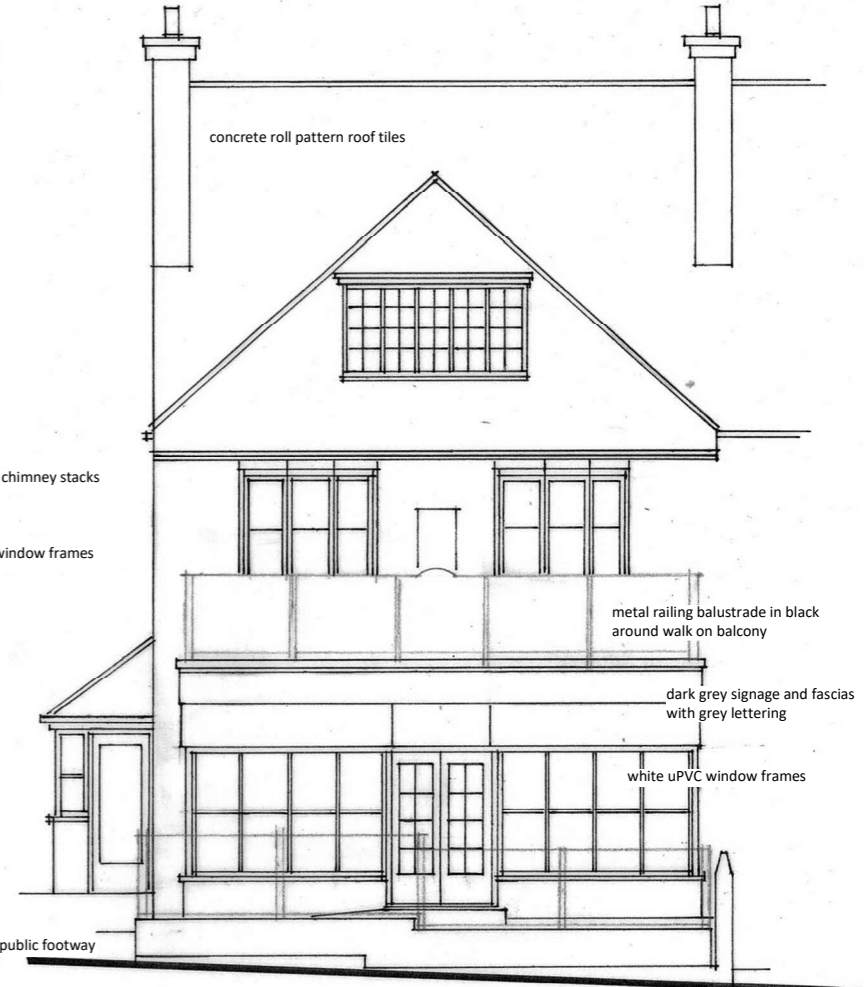 concrete roll pattern roof tiles
chimney stacks
window frames
metal railing balustrade in black
around walk on balcony
dark grey signage and fascias
with grey lettering
white uPVC window frames
public footway